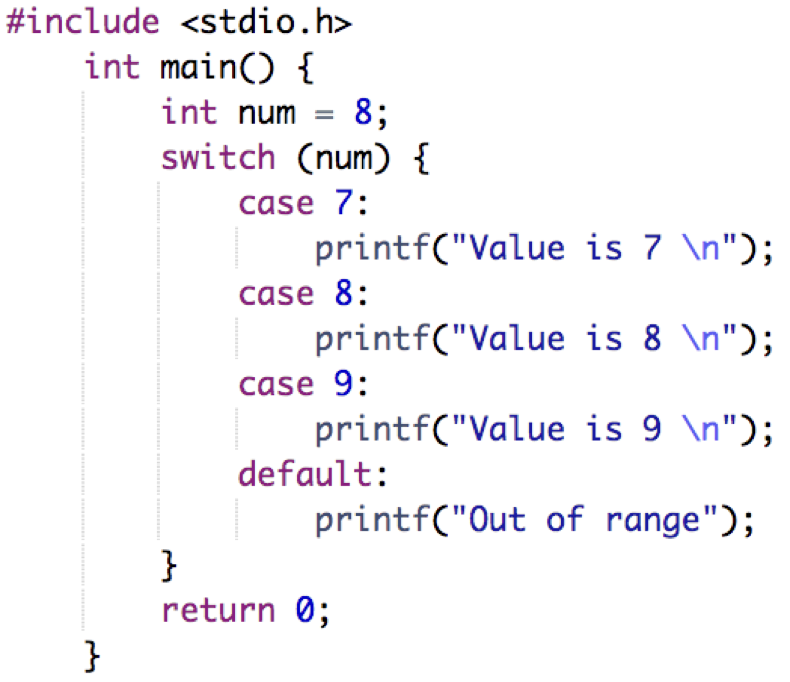 #include <stdio.h>
int main() {
int num = 8;
switch (num) {
case 7:
printf("Value is 7 \n");
case 8:
printf("Value is 8 \n");
case 9:
printf("Value is 9 \n");
default:
printf("Out of range");
}
return 0;
}